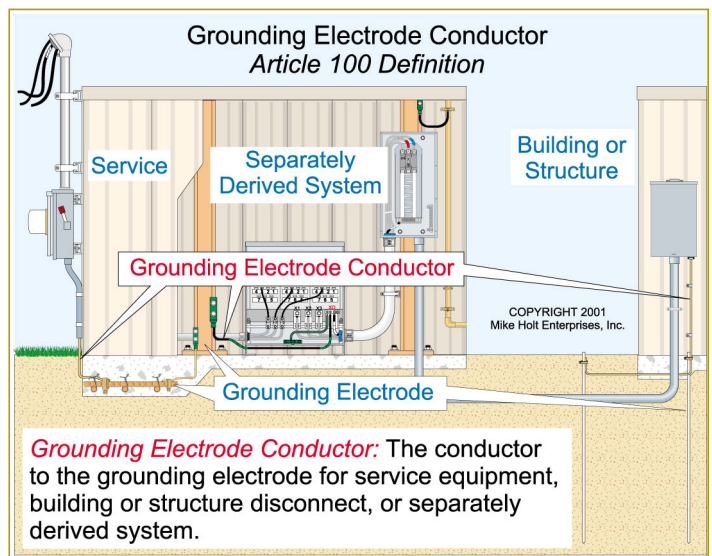 Grounding Electrode Conductor
Article 100 Definition
Service
Separately
Derived System
Building or
Structure
Grounding Electrode Conductor
COPYRIGHT 2001
Mike Holt Enterprises, Inc.
Grounding Electrode
Grounding Electrode Conductor: The conductor
to the grounding electrode for service equipment,
building or structure disconnect, or separately
derived system.